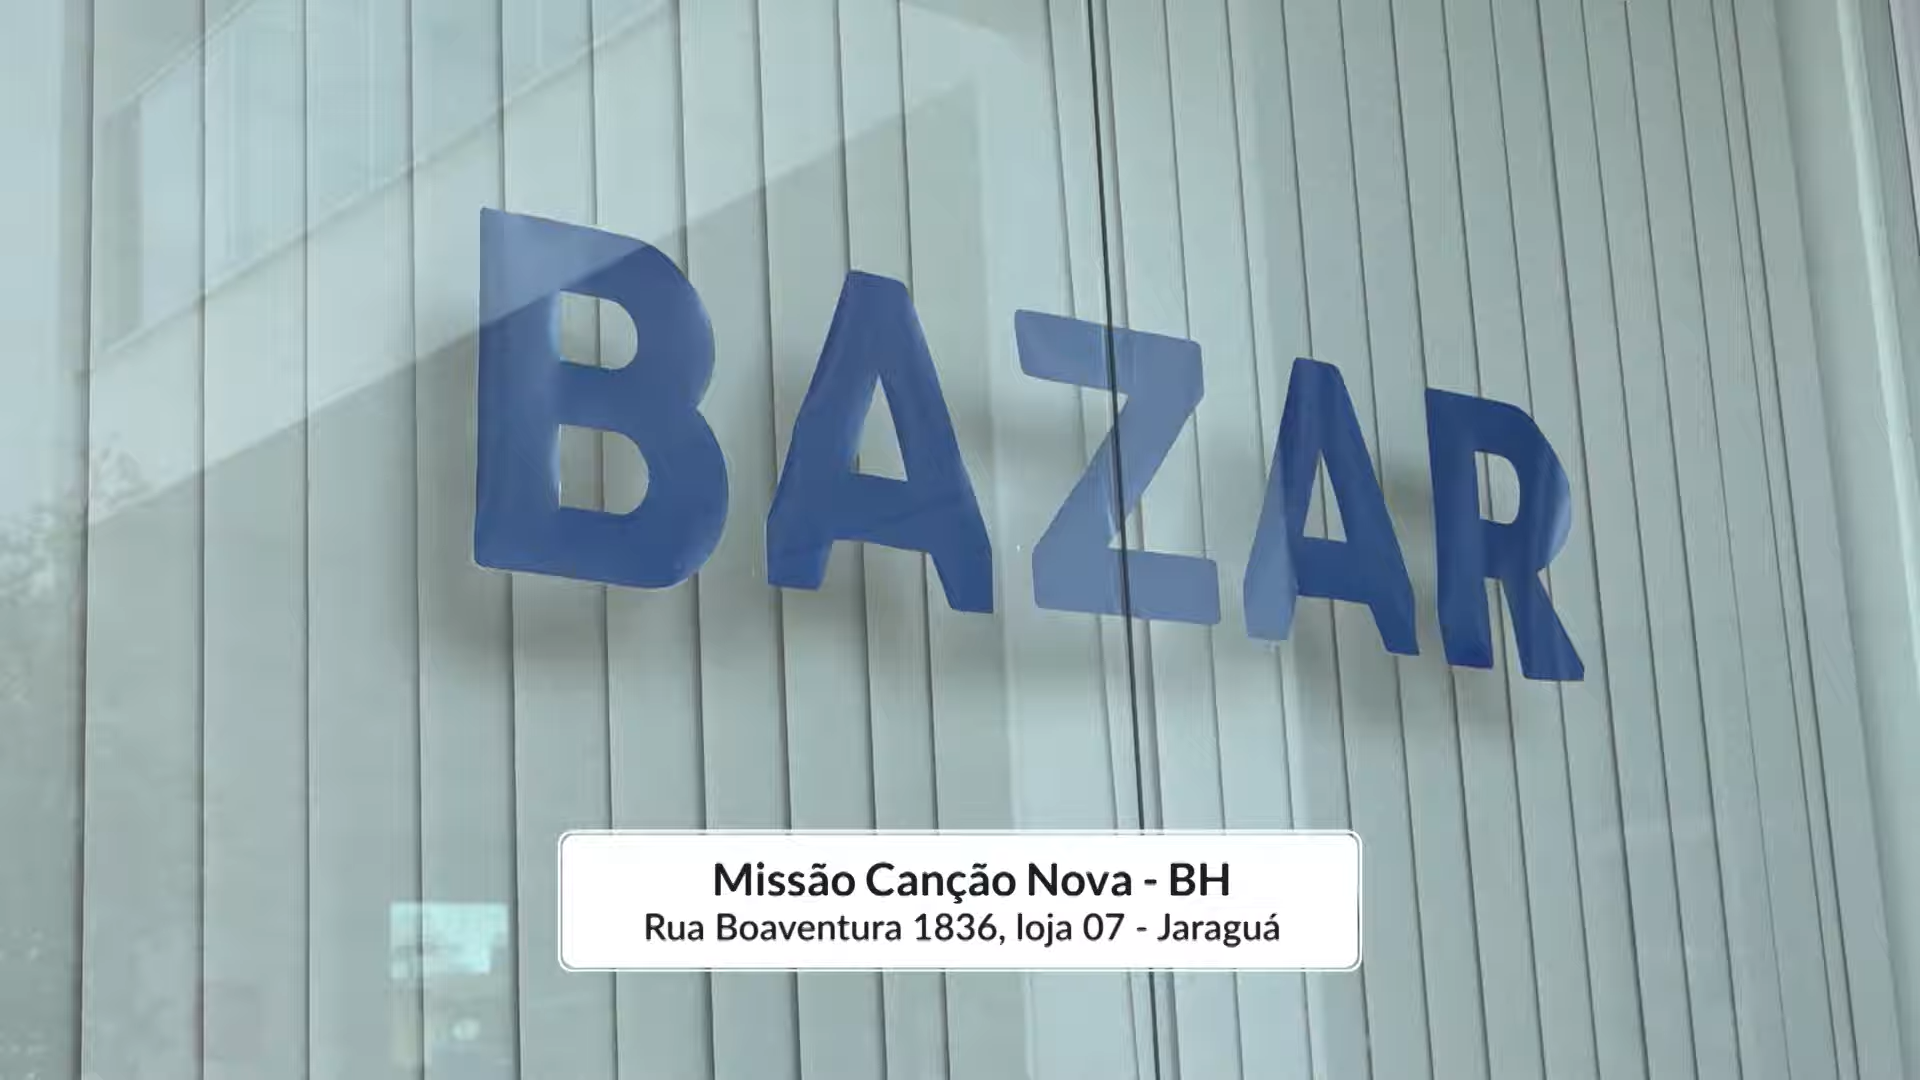 BAZAR
Missão Canção Nova - BH
Rua Boaventura 1836, loja 07 - Jaraguá